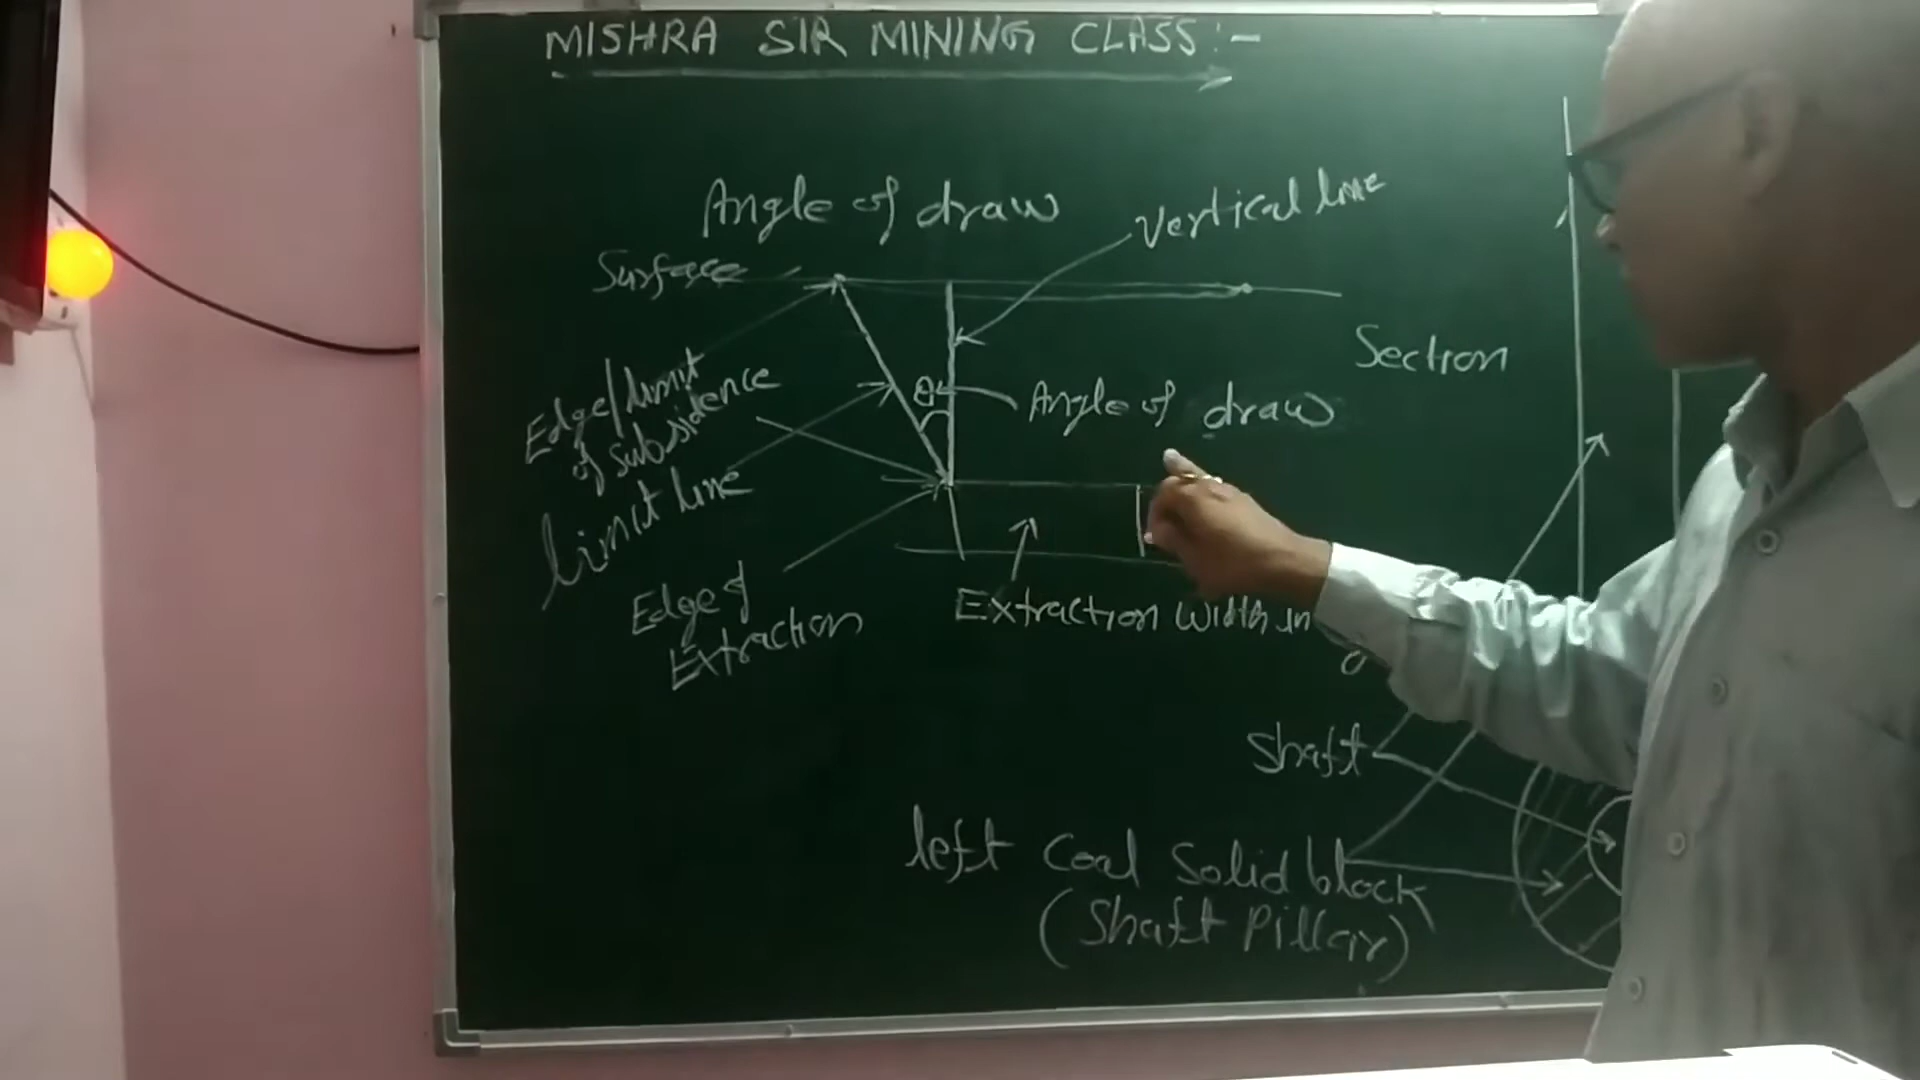 MISHRA SIR MINING CLASS :-
Angle of draw
Vertical line
Surface
Section
Edge/limit
of subsidence
θ
Angle of draw
limit line
Edge of
Extraction
Extraction Width in
Shaft
left Coal Solid block
(Shaft Pillar)